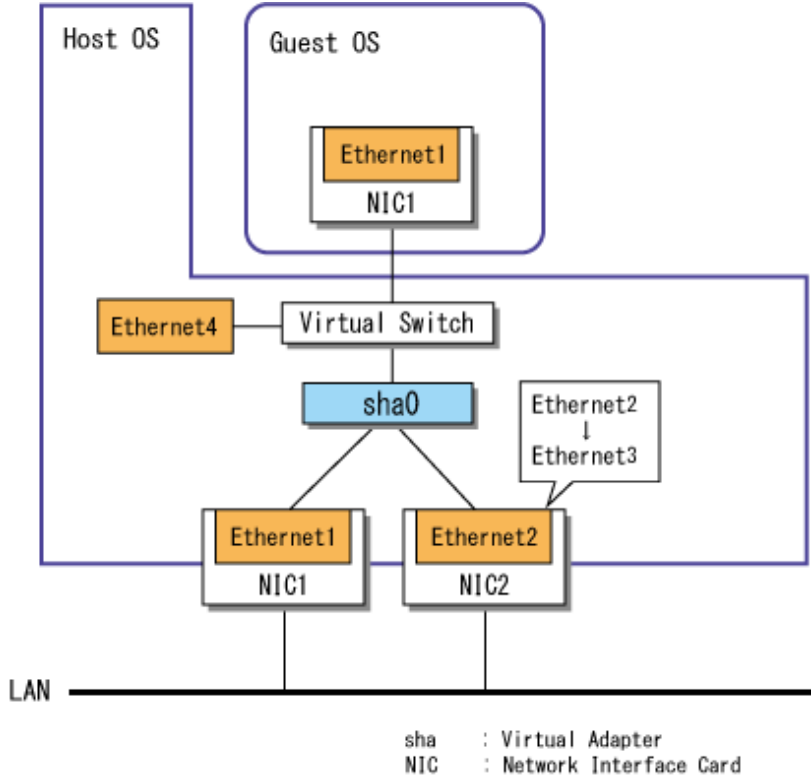 Host OS
Guest OS
Ethernet1
NIC1
Ethernet4
Virtual Switch
sha0
Ethernet2
↓
Ethernet3
Ethernet1
Ethernet2
NIC1
NIC2
LAN
sha : Virtual Adapter
NIC : Network Interface Card